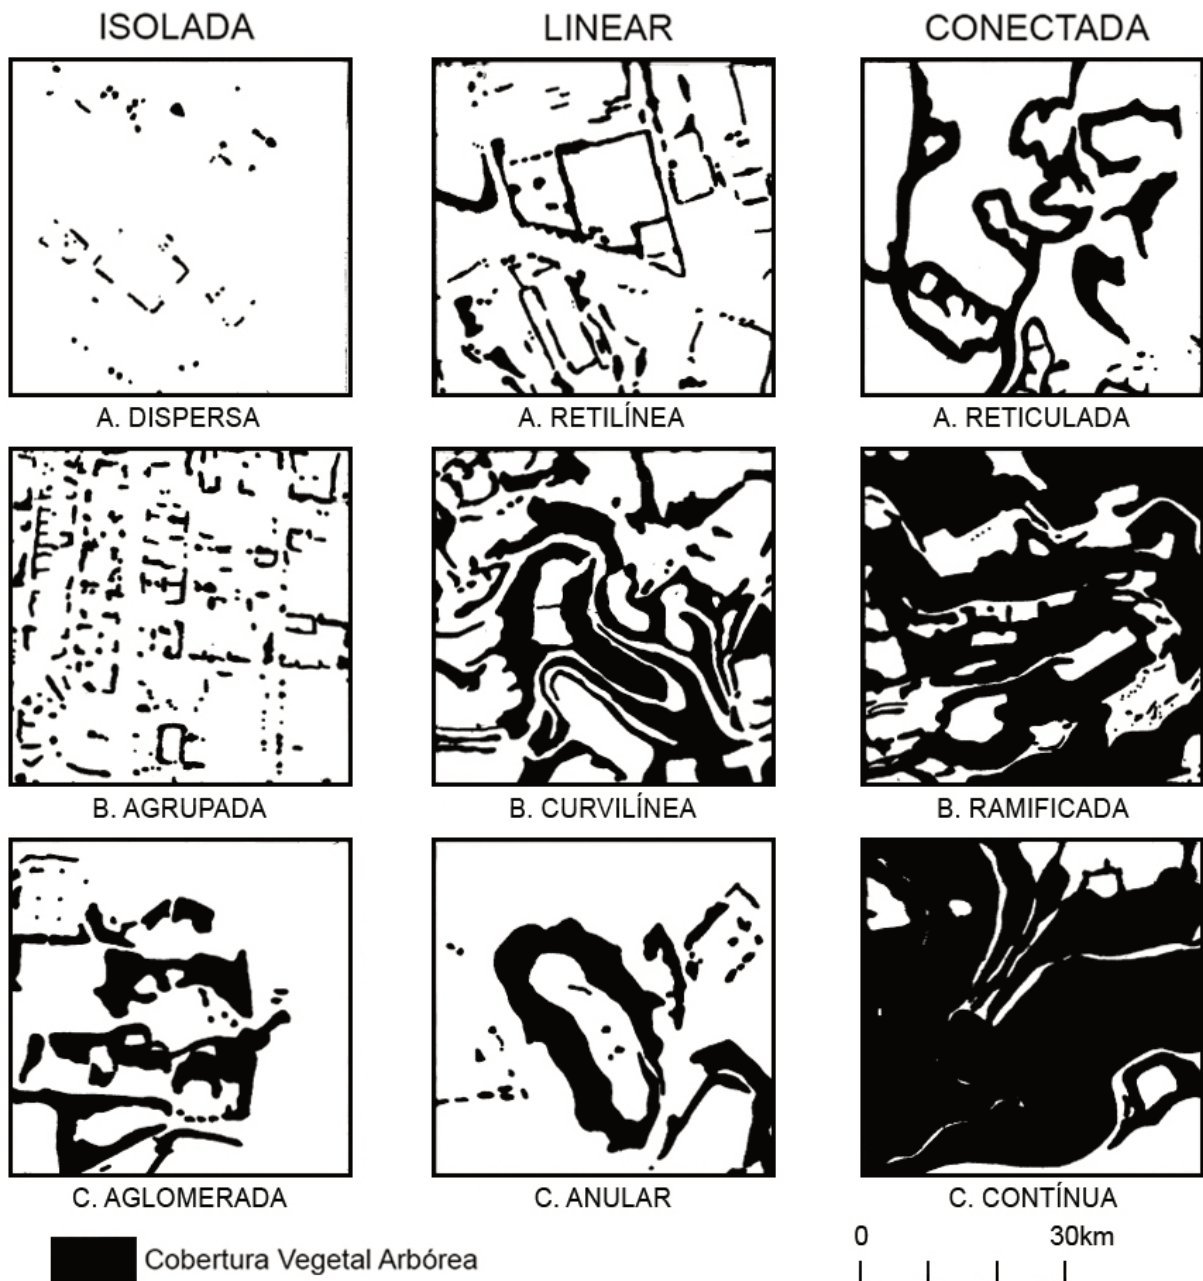 ISOLADA LINEAR CONECTADA
A. DISPERSA A. RETILÍNEA A. RETICULADA
B. AGRUPADA B. CURVILÍNEA B. RAMIFICADA
C. AGLOMERADA C. ANULAR C. CONTÍNUA
0 30km
Cobertura Vegetal Arbórea